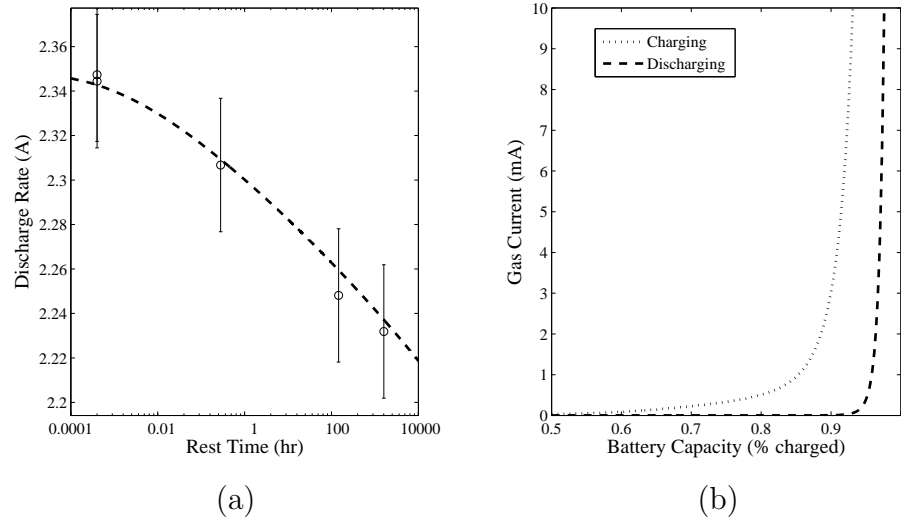 2.36
2.34
2.32
2.3
2.28
2.26
2.24
2.22
2.2
Discharge Rate (A)
0.0001 0.01 1 100 10000
Rest Time (hr)
(a)
10
9
8
7
6
5
4
3
2
1
0
Gas Current (mA)
Charging
Discharging
0.5 0.6 0.7 0.8 0.9
Battery Capacity (% charged)
(b)